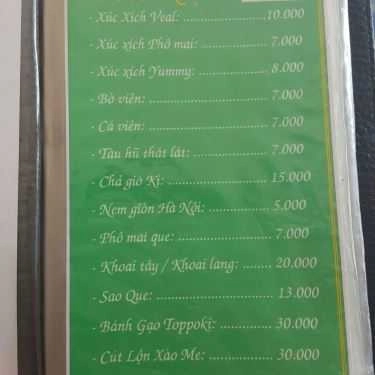 - Xúc Xích Veal: ........................10.000
- Xúc xích Phô mai: .................. 7.000
- Xúc xích Yummy: .................. 8.000
- Bò viên: .................................. 7.000
- Cá viên: .................................. 7.000
- Tàu hũ thát lát: ........................ 7.000
- Chả giò Ki: ............................ 15.000
- Nem giòn Hà Nội: ................... 5.000
- Phô mai que: ......................... 7.000
- Khoai tây / Khoai lang: ........ 20.000
- Sao Que: ............................. 13.000
- Bánh Gạo Toppoki: ............. 30.000
- Cút Lộn Xào Me: ................ 30.000